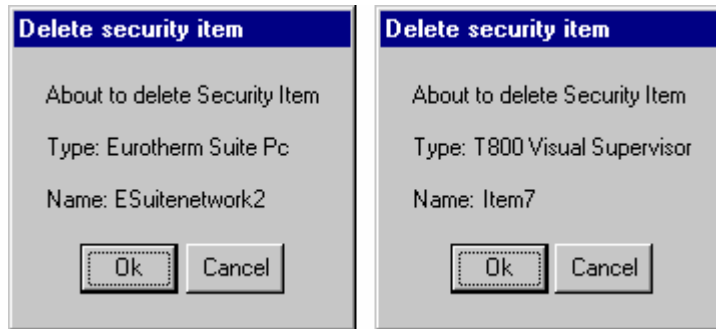 Delete security item
About to delete Security Item
Type: Eurotherm Suite Pc
Name: ESuitenetwork2
Ok
Cancel
Delete security item
About to delete Security Item
Type: T800 Visual Supervisor
Name: Item7
Ok
Cancel